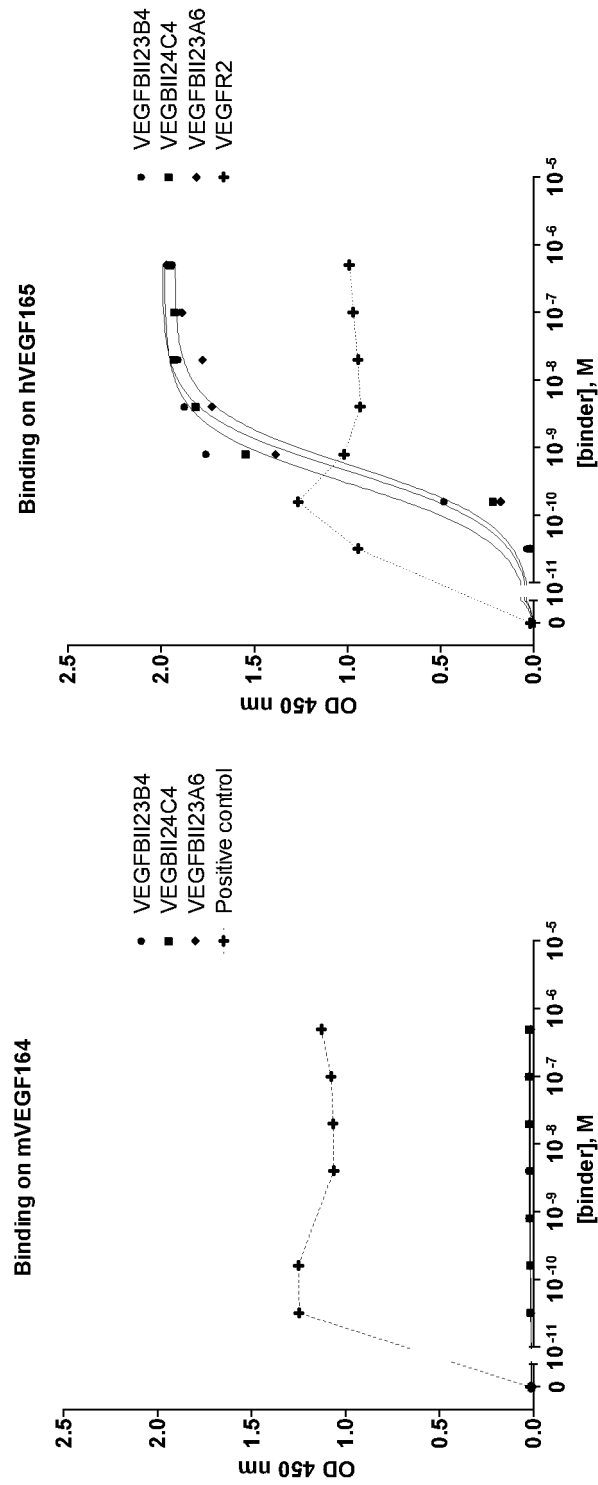 Binding on mVEGF164
VEGFBII23B4
VEGBII24C4
VEGFBII23A6
Positive control
OD 450 nm
2.5
2.0
1.5
1.0
0.5
0.0
0 10-11 10-10 10-9 10-8 10-7 10-6 10-5
[binder], M
Binding on hVEGF165
VEGFBII23B4
VEGBII24C4
VEGFBII23A6
VEGFR2
OD 450 nm
2.5
2.0
1.5
1.0
0.5
0.0
0 10-11 10-10 10-9 10-8 10-7 10-6 10-5
[binder], M